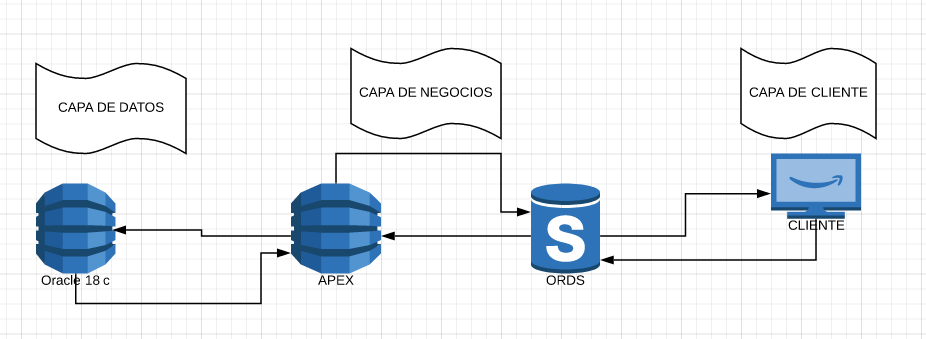 CAPA DE DATOS
CAPA DE NEGOCIOS
CAPA DE CLIENTE
Oracle 18 c
APEX
S
ORDS
CLIENTE